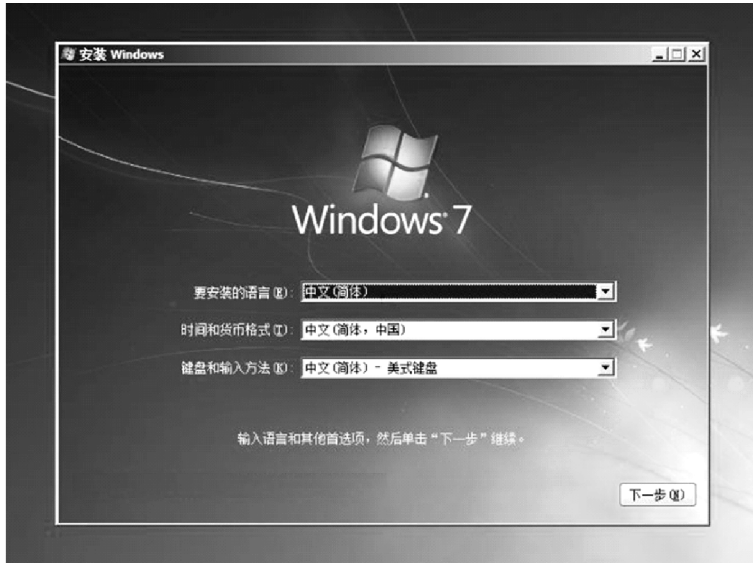 安装 Windows
Windows 7
要安装的语言(E): 中文(简体)
时间和货币格式(T): 中文(简体，中国)
键盘和输入方法(K): 中文(简体) - 美式键盘
输入语言和其他首选项，然后单击“下一步”继续。
下一步(N)